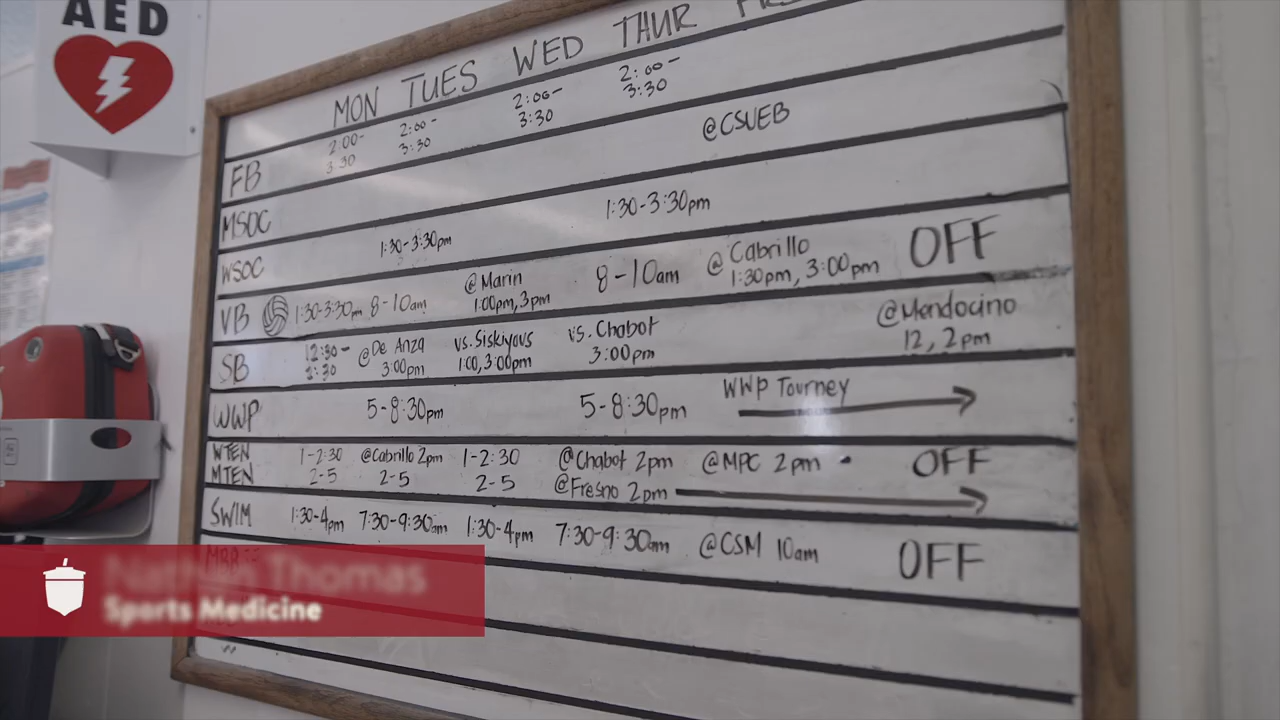 AED
MON TUES WED THUR
FB 2:00- 3:30 2:00- 3:30 2:00- 3:30 2:00- 3:30
MSOC @CSUEB
WSOC 1:30-3:30pm 1:30-3:30pm
VB 1:30-3:30pm 8-10am @Marin 1:00pm, 3pm 8-10am @Cabrillo 1:30pm, 3:00pm OFF
SB 12:30- 2:30 @De Anza 3:00pm vs. Siskiyous 1:00, 3:00pm vs. Chabot 3:00pm @Mendocino 12, 2pm
WWP 5-8:30pm 5-8:30pm WWP Tourney
WTEN 1-2:30 @Cabrillo 2pm 1-2:30 @Chabot 2pm @MPC 2pm OFF
MTEN 2-5 2-5 2-5 @Fresno 2pm
SWIM 1:30-4pm 7:30-9:30am 1:30-4pm 7:30-9:30am @CSM 10am OFF
Thomas
Sports Medicine